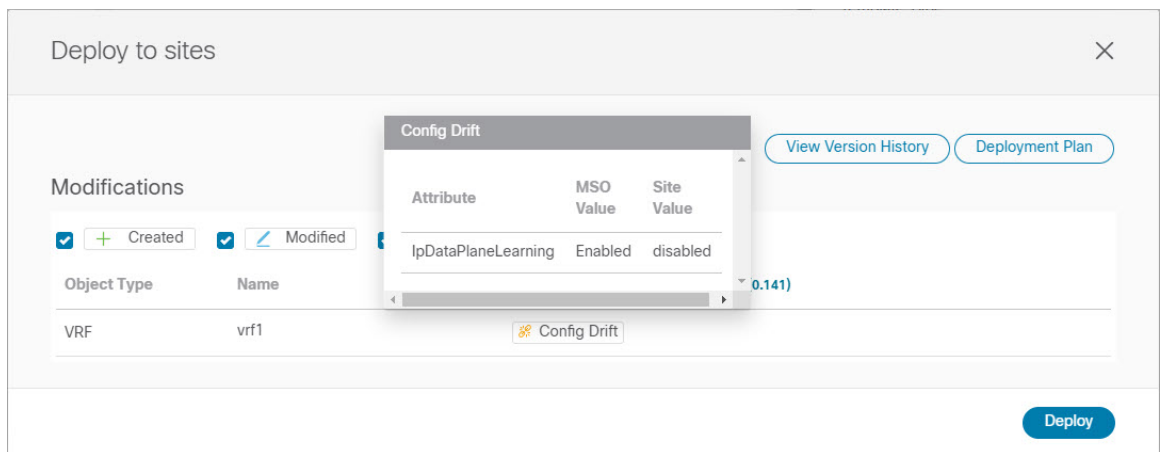 Deploy to sites
Config Drift
View Version History
Deployment Plan
Attribute MSO Value Site Value
Modifications
Created Modified
IpDataPlaneLearning Enabled disabled
Object Type Name 0.141)
VRF vrf1 Config Drift
Deploy